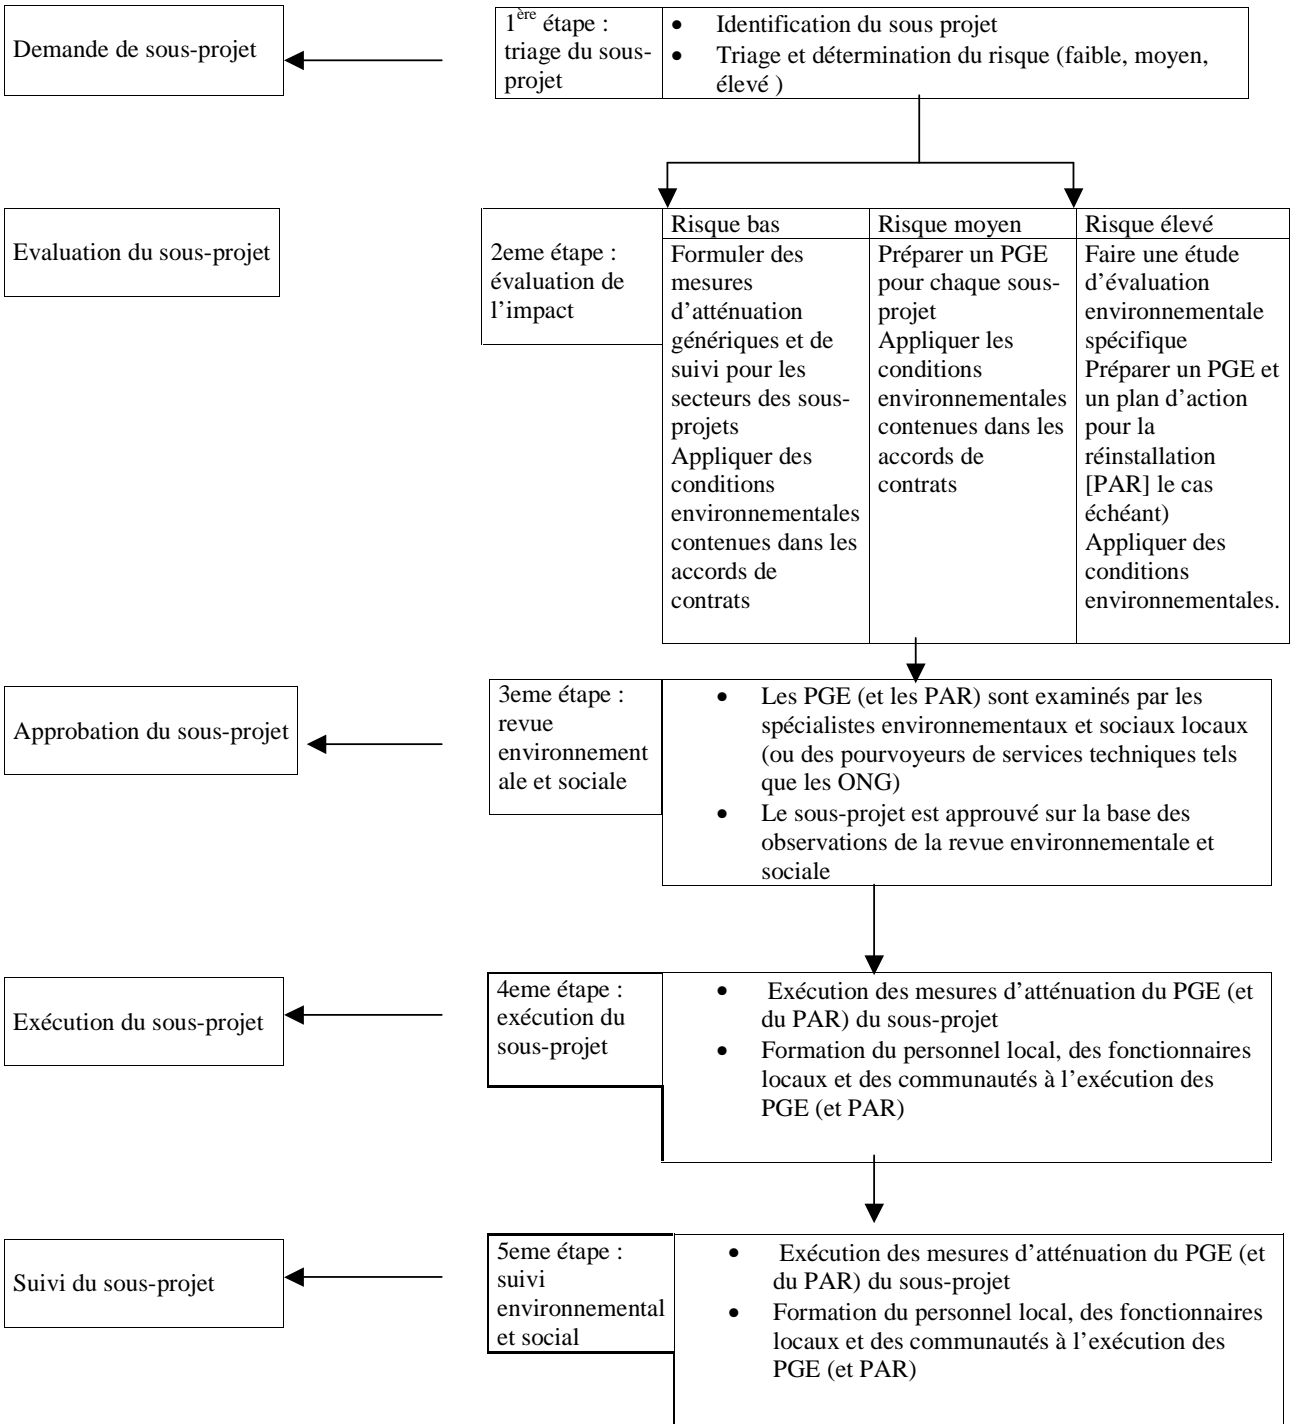 Demande de sous-projet
1ère étape :
triage du sous-
projet
• Identification du sous projet
• Triage et détermination du risque (faible, moyen,
élevé )
Evaluation du sous-projet
2eme étape :
évaluation de
l’impact
Risque bas
Formuler des
mesures
d’atténuation
génériques et de
suivi pour les
secteurs des sous-
projets
Appliquer des
conditions
environnementales
contenues dans les
accords de
contrats
Risque moyen
Préparer un PGE
pour chaque sous-
projet
Appliquer les
conditions
environnementales
contenues dans les
accords de
contrats
Risque élevé
Faire une étude
d’évaluation
environnementale
spécifique
Préparer un PGE et
un plan d’action
pour la
réinstallation
[PAR] le cas
échéant)
Appliquer des
conditions
environnementales.
Approbation du sous-projet
3eme étape :
revue
environnement
ale et sociale
• Les PGE (et les PAR) sont examinés par les
spécialistes environnementaux et sociaux locaux
(ou des pourvoyeurs de services techniques tels
que les ONG)
• Le sous-projet est approuvé sur la base des
observations de la revue environnementale et
sociale
Exécution du sous-projet
4eme étape :
exécution du
sous-projet
• Exécution des mesures d’atténuation du PGE (et
du PAR) du sous-projet
• Formation du personnel local, des fonctionnaires
locaux et des communautés à l’exécution des
PGE (et PAR)
Suivi du sous-projet
5eme étape :
suivi
environnemental
et social
• Exécution des mesures d’atténuation du PGE (et
du PAR) du sous-projet
• Formation du personnel local, des fonctionnaires
locaux et des communautés à l’exécution des
PGE (et PAR)